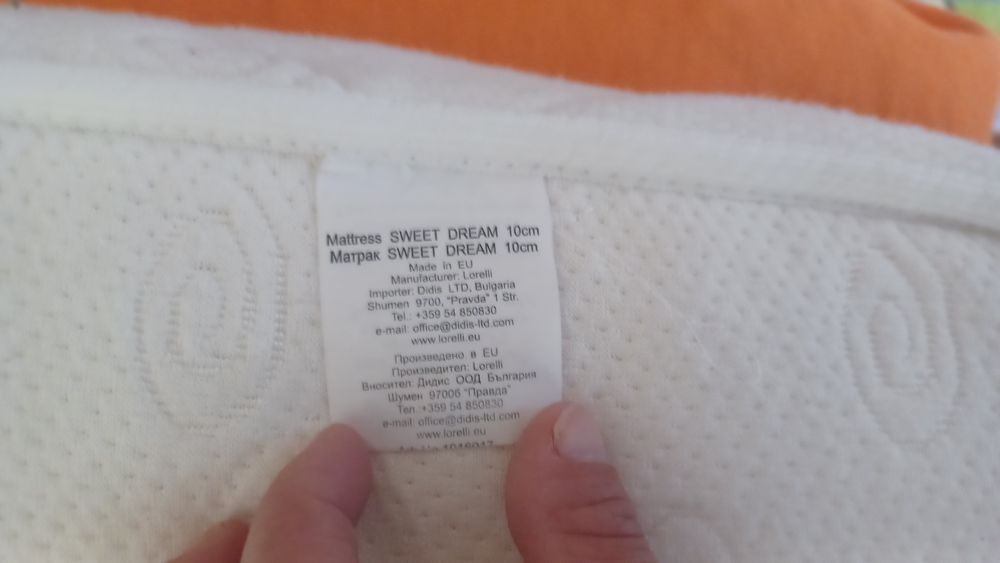 Mattress SWEET DREAM 10cm
Матрак SWEET DREAM 10cm
Made in EU
Manufacturer: Lorelli
Importer: Didis LTD, Bulgaria
Shumen 9700, "Pravda" 1 Str.
Tel.: +359 54 850830
e-mail: office@didis-ltd.com
www.lorelli.eu
Произведено в EU
Производител: Lorelli
Вносител: Дидис ООД България
Шумен 97006 "Правда"
Тел.:+359 54 850830
e-mail: office@didis-ltd.com
www.lorelli.eu